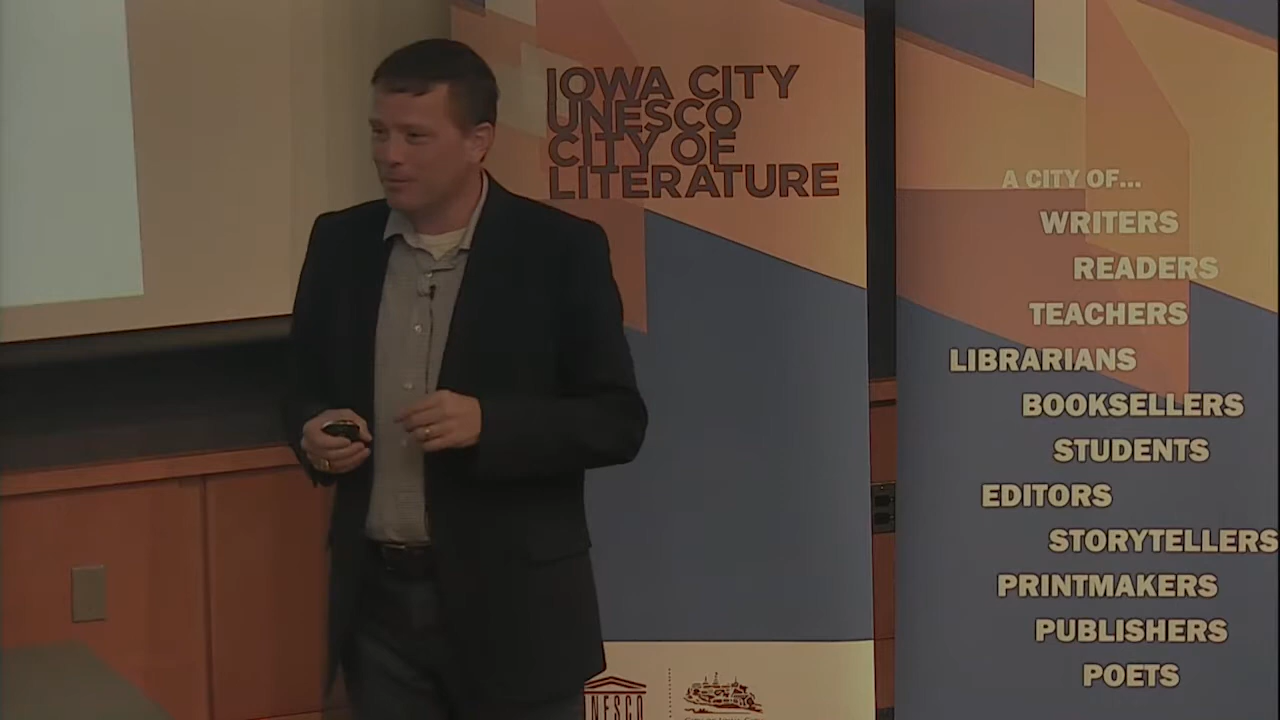 IOWA CITY
UNESCO
CITY OF
LITERATURE
A CITY OF...
WRITERS
READERS
TEACHERS
LIBRARIANS
BOOKSELLERS
STUDENTS
EDITORS
STORYTELLERS
PRINTMAKERS
PUBLISHERS
POETS
UNESCO